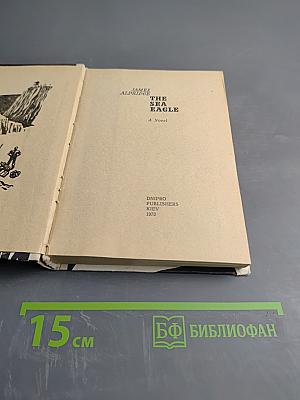 JAMES
ALDRIDGE
THE
SEA
EAGLE
A Novel
DNIPRO
PUBLISHERS
KIEV
1973
15 см
БФ БИБЛИОФАН